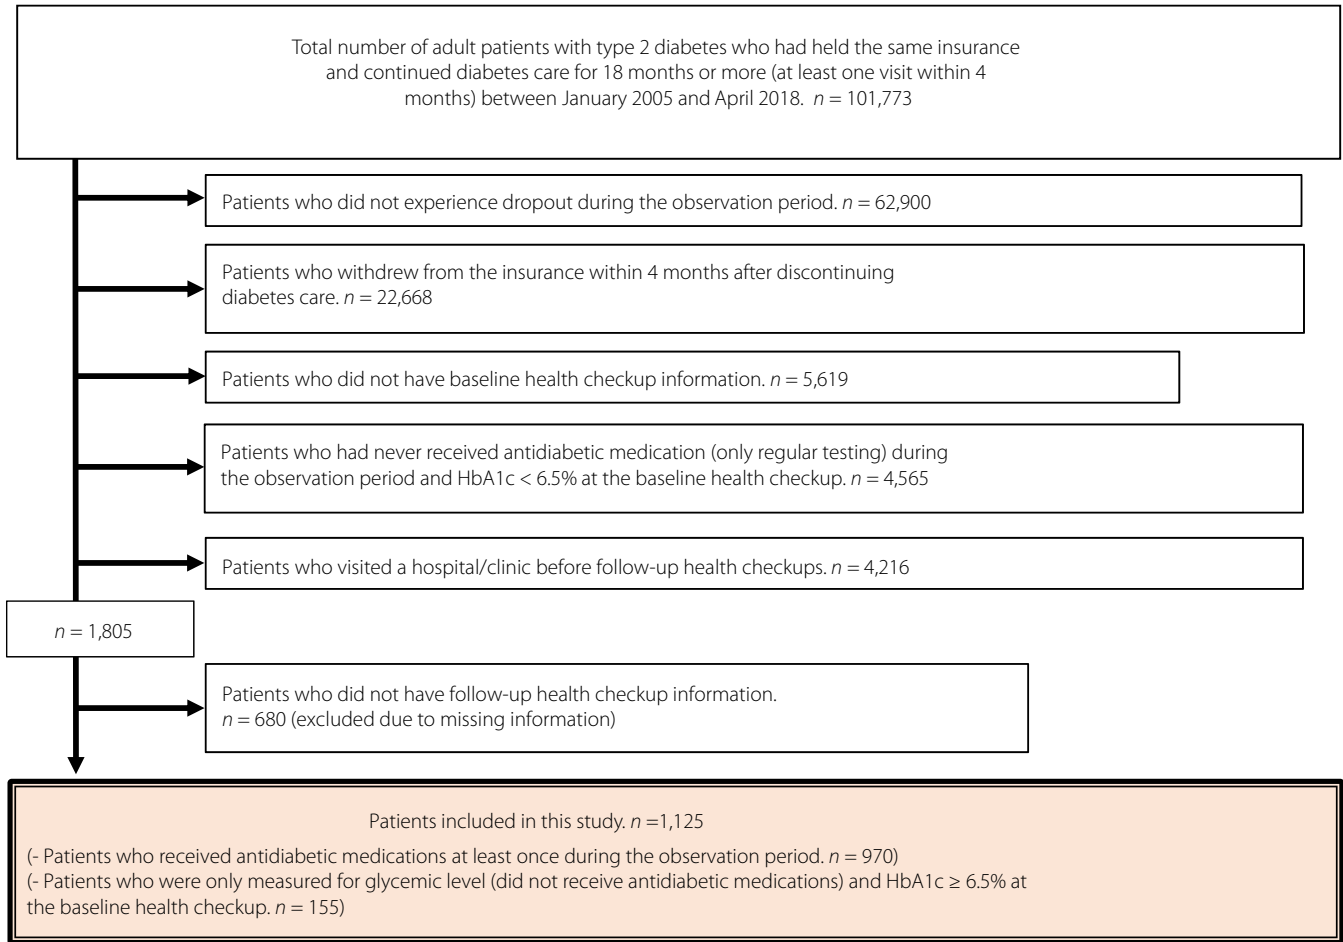 Total number of adult patients with type 2 diabetes who had held the same insurance
and continued diabetes care for 18 months or more (at least one visit within 4
months) between January 2005 and April 2018. n = 101,773
Patients who did not experience dropout during the observation period. n = 62,900
Patients who withdrew from the insurance within 4 months after discontinuing
diabetes care. n = 22,668
Patients who did not have baseline health checkup information. n = 5,619
Patients who had never received antidiabetic medication (only regular testing) during
the observation period and HbA1c < 6.5% at the baseline health checkup. n = 4,565
Patients who visited a hospital/clinic before follow-up health checkups. n = 4,216
n = 1,805
Patients who did not have follow-up health checkup information.
n = 680 (excluded due to missing information)
Patients included in this study. n =1,125
(- Patients who received antidiabetic medications at least once during the observation period. n = 970)
(- Patients who were only measured for glycemic level (did not receive antidiabetic medications) and HbA1c ≥ 6.5% at
the baseline health checkup. n = 155)